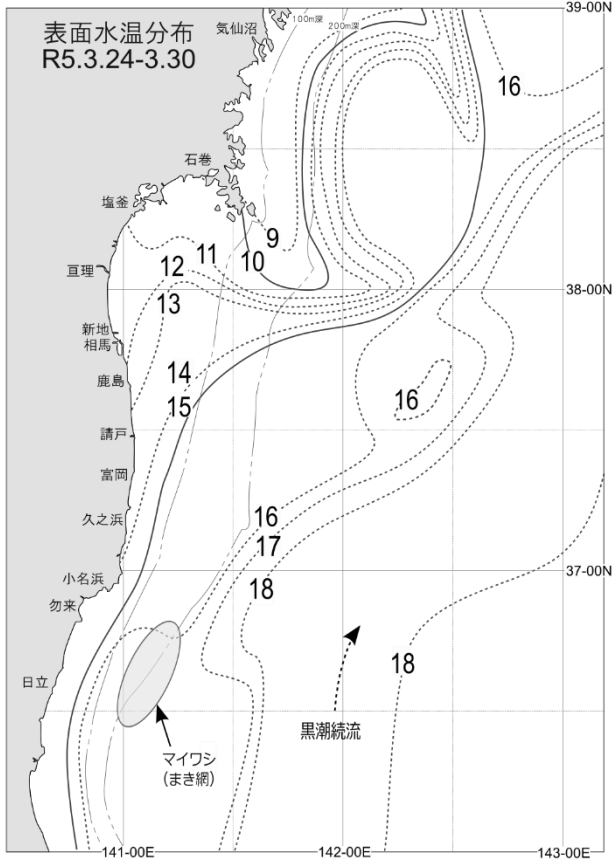 表面水温分布
R5.3.24-3.30
気仙沼
100m深
200m深
39-00N
16
石巻
塩釜
9
11
10
12
亘理
38-00N
13
新地
相馬
14
鹿島
16
15
請戸
富岡
16
久之浜
17
37-00N
小名浜
18
勿来
18
日立
黒潮続流
マイワシ
(まき網)
141-00E
142-00E
143-00E